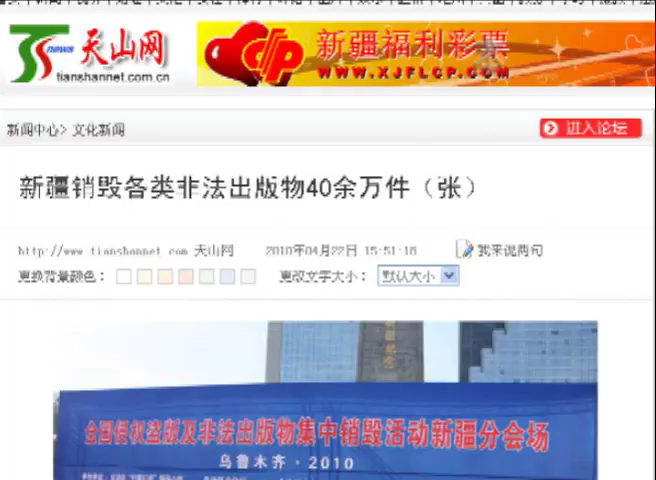 news
天山网
tianshannet.com.cn
新疆福利彩票
WWW.XJFLCP.COM
新闻中心> 文化新闻
进入论坛
新疆销毁各类非法出版物40余万件（张）
http://www.tianshannet.com 天山网 2010年04月22日 15:51:18 我来说两句
更换背景颜色： 更改文字大小： 默认大小
全国侵权盗版及非法出版物集中销毁活动新疆分会场
乌鲁木齐·2010